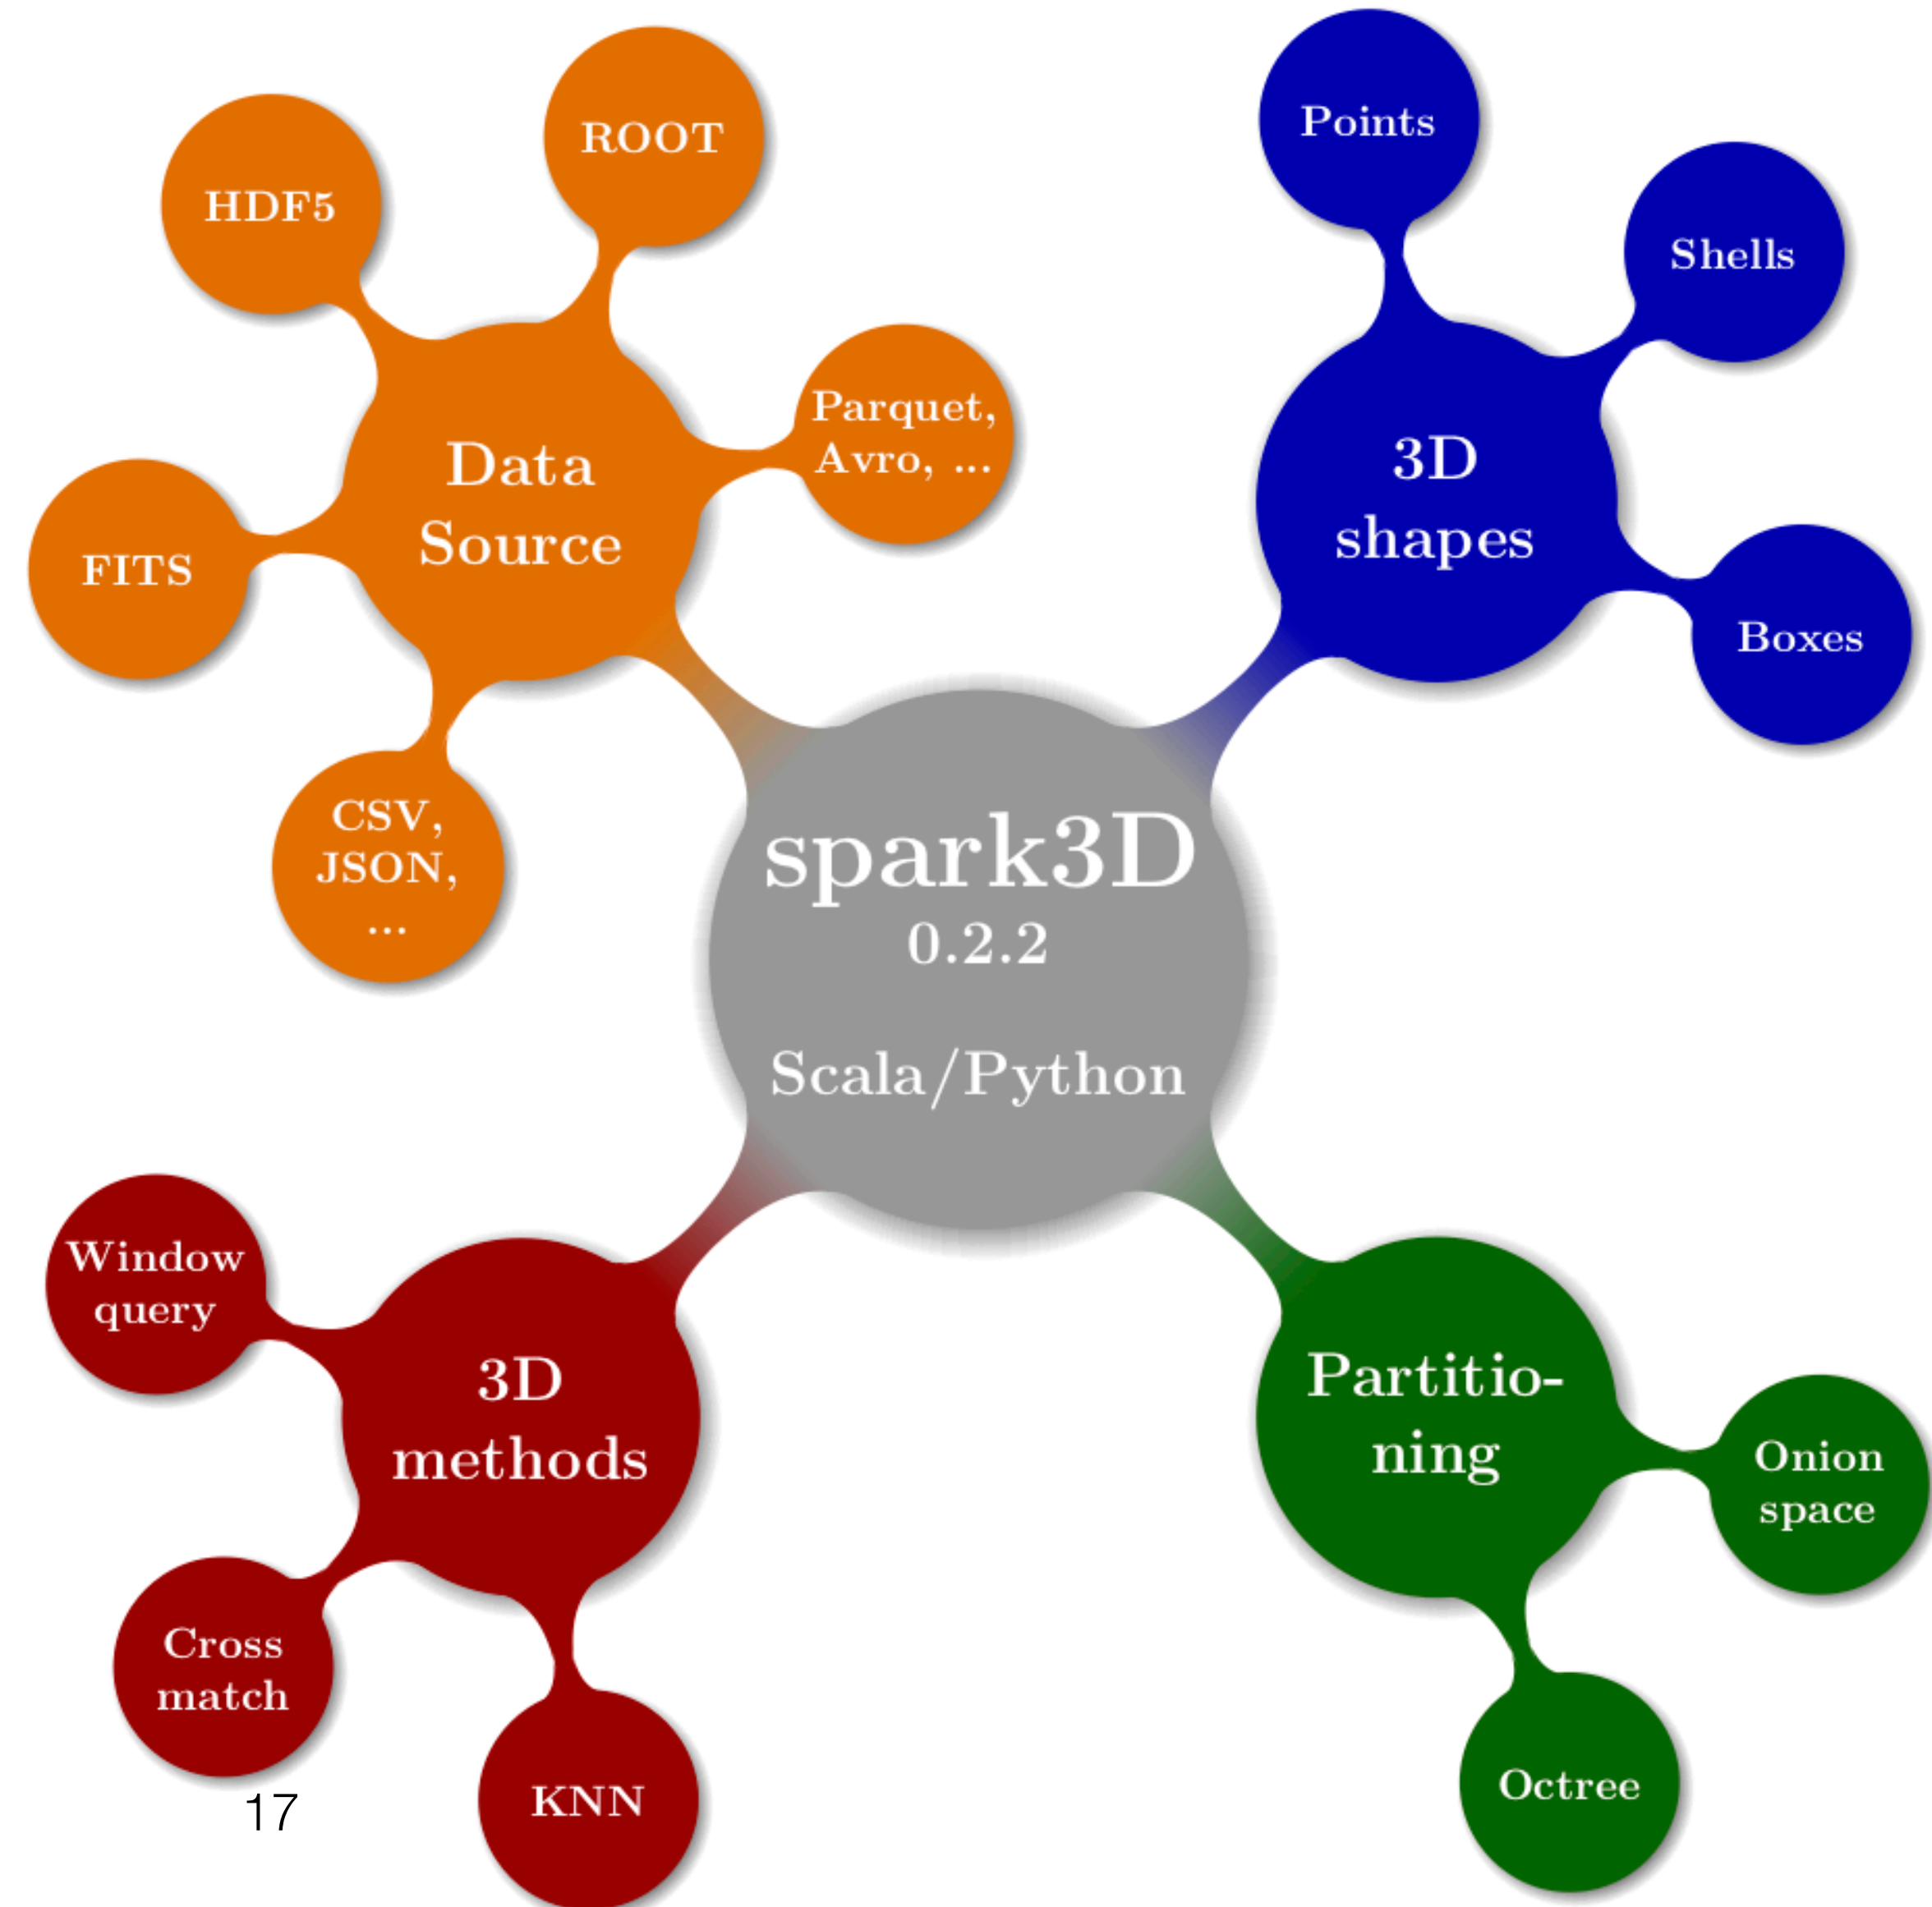 ROOT
HDF5
Parquet,
Avro, ...
Data
Source
FITS
CSV,
JSON,
...
Points
Shells
3D
shapes
Boxes
spark3D
0.2.2
Scala/Python
Window
query
3D
methods
Cross
match
KNN
Partitio-
ning
Onion
space
Octree
17